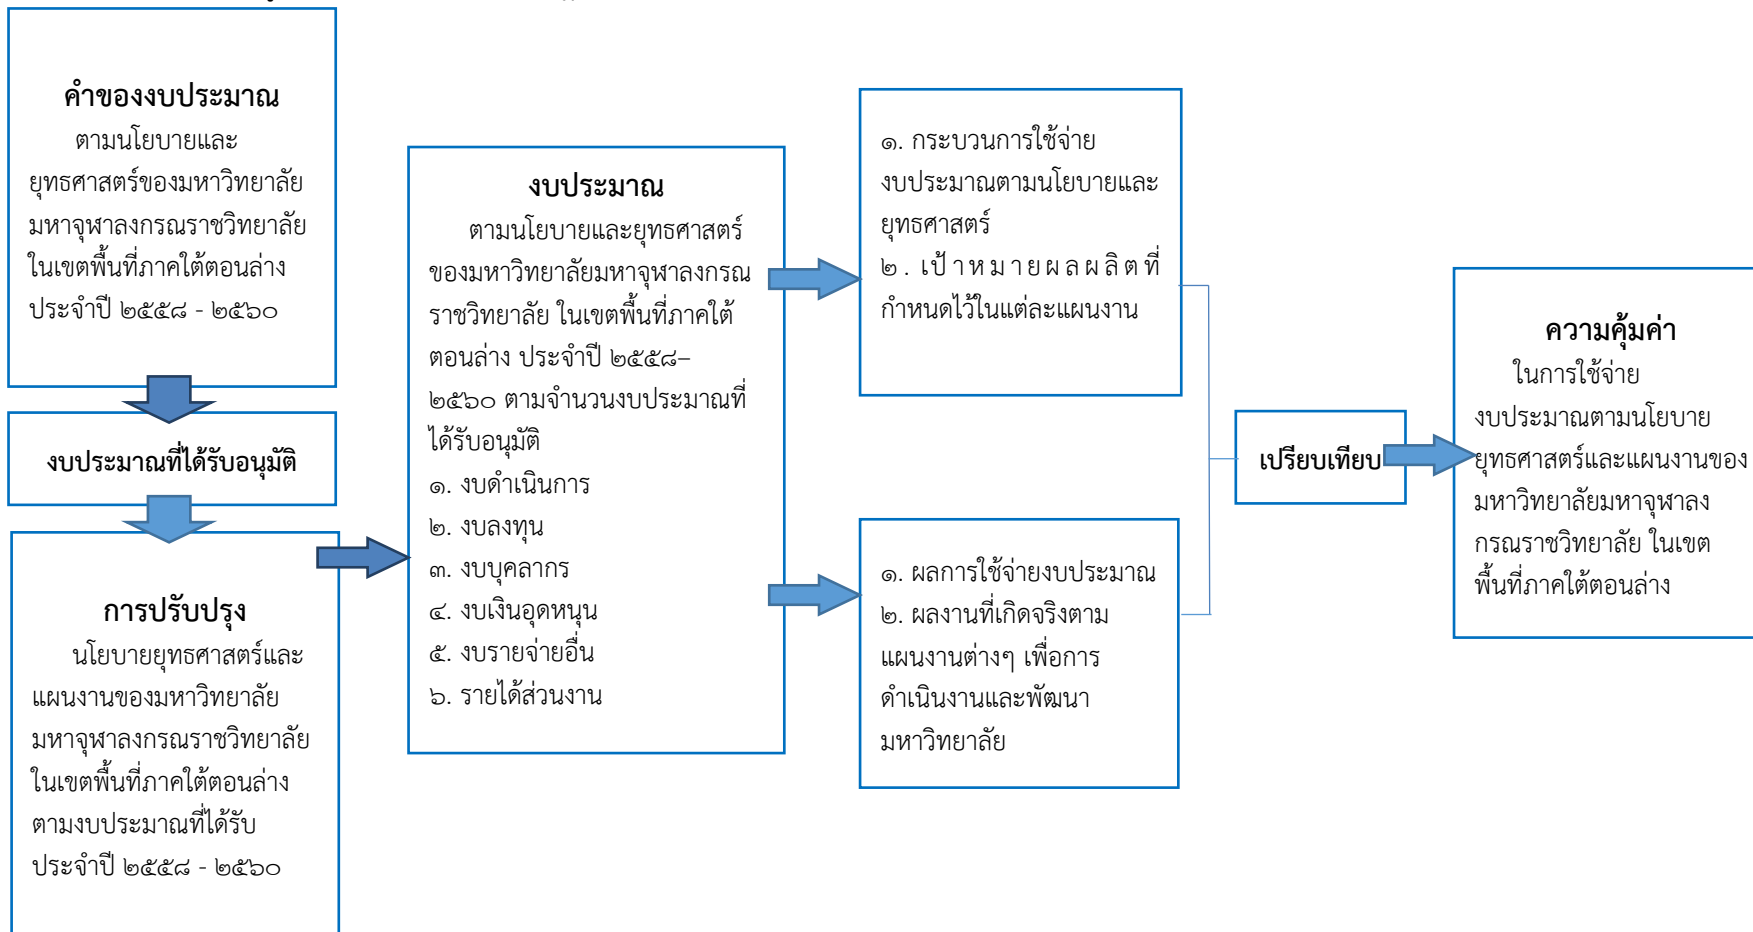 คำของบประมาณ
ตามนโยบายและ
ยุทธศาสตร์ของมหาวิทยาลัย
มหาจุฬาลงกรณราชวิทยาลัย
ในเขตพื้นที่ภาคใต้ตอนล่าง
ประจำปี ๒๕๕๘ - ๒๕๖๐
งบประมาณที่ได้รับอนุมัติ
การปรับปรุง
นโยบายยุทธศาสตร์และ
แผนงานของมหาวิทยาลัย
มหาจุฬาลงกรณราชวิทยาลัย
ในเขตพื้นที่ภาคใต้ตอนล่าง
ตามงบประมาณที่ได้รับ
ประจำปี ๒๕๕๘ - ๒๕๖๐
งบประมาณ
ตามนโยบายและยุทธศาสตร์
ของมหาวิทยาลัยมหาจุฬาลงกรณ
ราชวิทยาลัย ในเขตพื้นที่ภาคใต้
ตอนล่าง ประจำปี ๒๕๕๘–
๒๕๖๐ ตามจำนวนงบประมาณที่
ได้รับอนุมัติ
๑. งบดำเนินการ
๒. งบลงทุน
๓. งบบุคลากร
๔. งบเงินอุดหนุน
๕. งบรายจ่ายอื่น
๖. รายได้ส่วนงาน
๑. กระบวนการใช้จ่าย
งบประมาณตามนโยบายและ
ยุทธศาสตร์
๒. เป้าหมายผลผลิตที่
กำหนดไว้ในแต่ละแผนงาน
๑. ผลการใช้จ่ายงบประมาณ
๒. ผลงานที่เกิดจริงตาม
แผนงานต่างๆ เพื่อการ
ดำเนินงานและพัฒนา
มหาวิทยาลัย
เปรียบเทียบ
ความคุ้มค่า
ในการใช้จ่าย
งบประมาณตามนโยบาย
ยุทธศาสตร์และแผนงานของ
มหาวิทยาลัยมหาจุฬาลง
กรณราชวิทยาลัย ในเขต
พื้นที่ภาคใต้ตอนล่าง